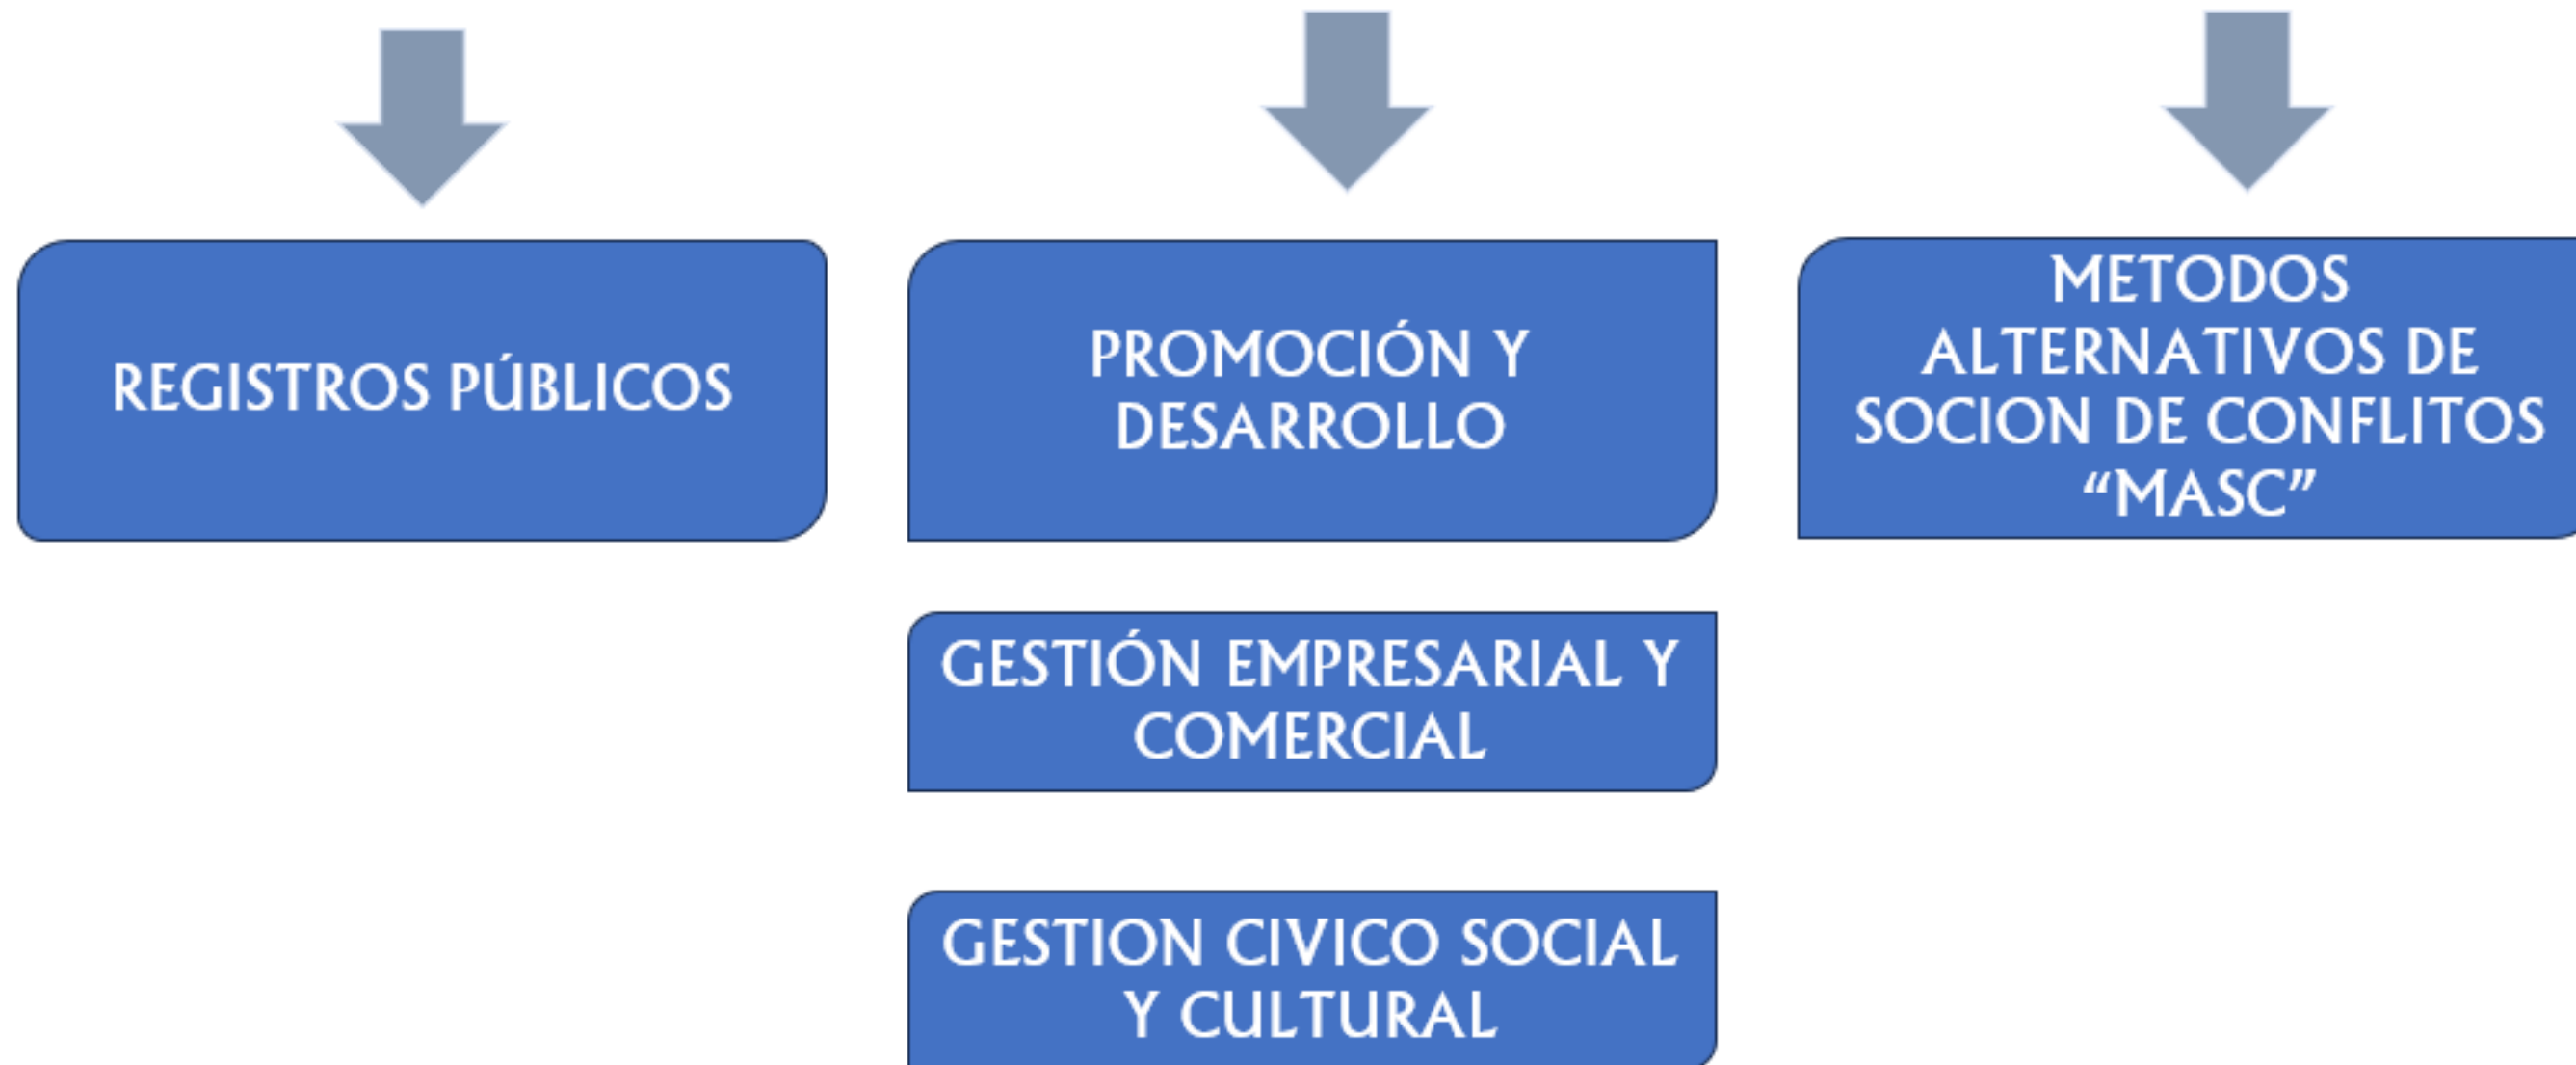 REGISTROS PÚBLICOS
PROMOCIÓN Y
DESARROLLO
METODOS
ALTERNATIVOS DE
SOCION DE CONFLITOS
“MASC”
GESTIÓN EMPRESARIAL Y
COMERCIAL
GESTION CIVICO SOCIAL
Y CULTURAL